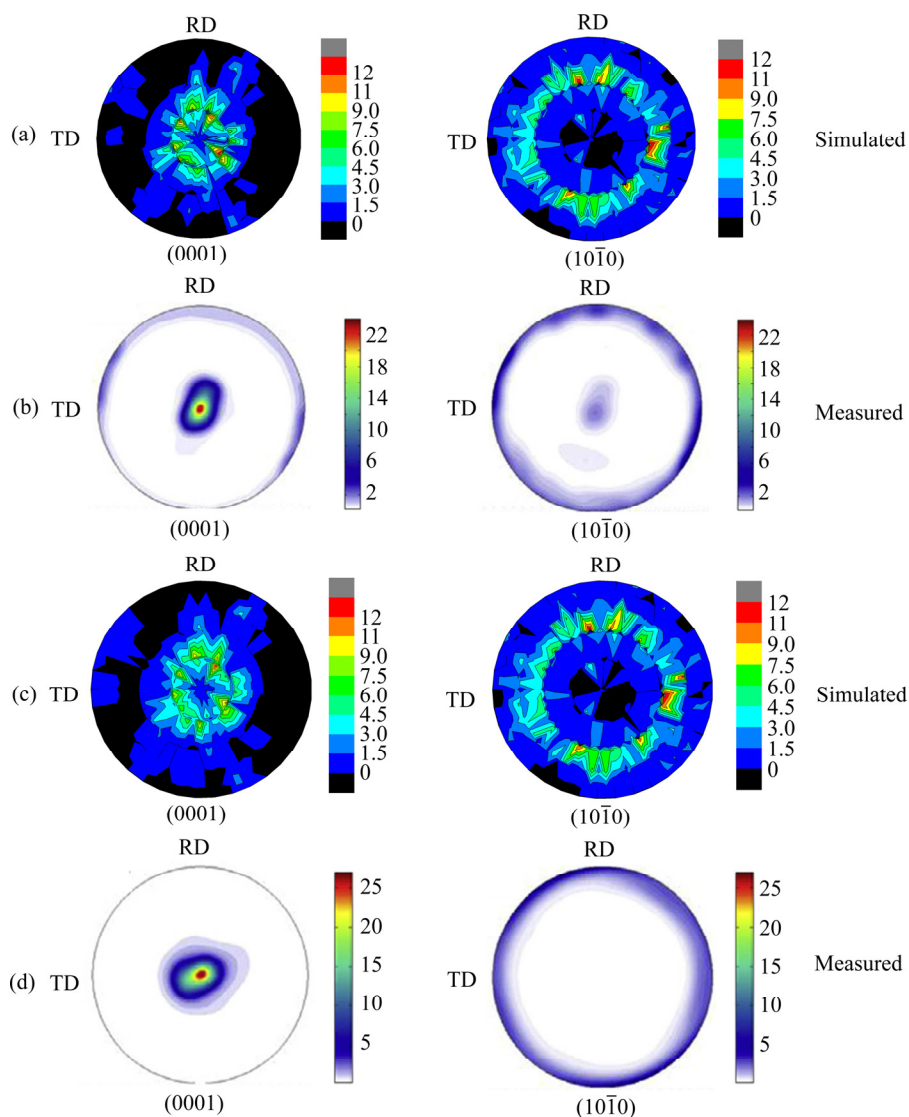 RD RD
(a) TD 12 11 9.0 7.5 6.0 4.5 3.0 1.5 0 TD 12 11 9.0 7.5 6.0 4.5 3.0 1.5 0 Simulated
(0001) (101̅0)
RD RD
(b) TD 22 18 14 10 6 2 TD 22 18 14 10 6 2 Measured
(0001) (101̅0)
RD RD
(c) TD 12 11 9.0 7.5 6.0 4.5 3.0 1.5 0 TD 12 11 9.0 7.5 6.0 4.5 3.0 1.5 0 Simulated
(0001) (101̅0)
RD RD
(d) TD 25 20 15 10 5 TD 25 20 15 10 5 Measured
(0001) (101̅0)